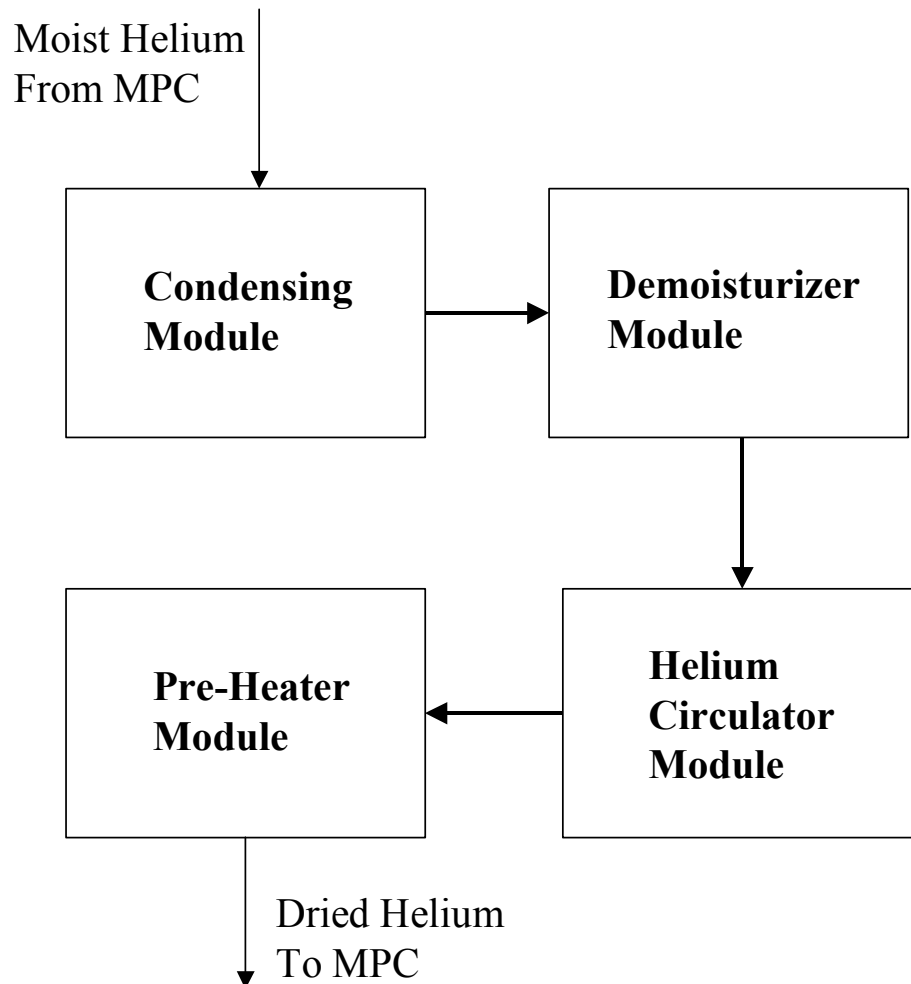 Moist Helium
From MPC
Condensing
Module
Demoisturizer
Module
Pre-Heater
Module
Helium
Circulator
Module
Dried Helium
To MPC